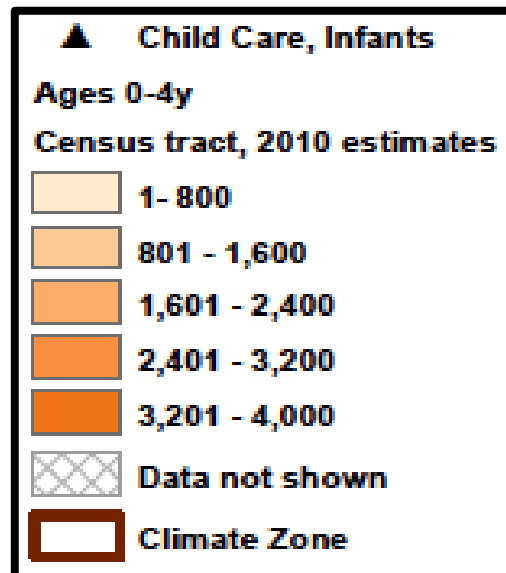 Child Care, Infants
Ages 0-4y
Census tract, 2010 estimates
1- 800
801 - 1,600
1,601 - 2,400
2,401 - 3,200
3,201 - 4,000
Data not shown
Climate Zone